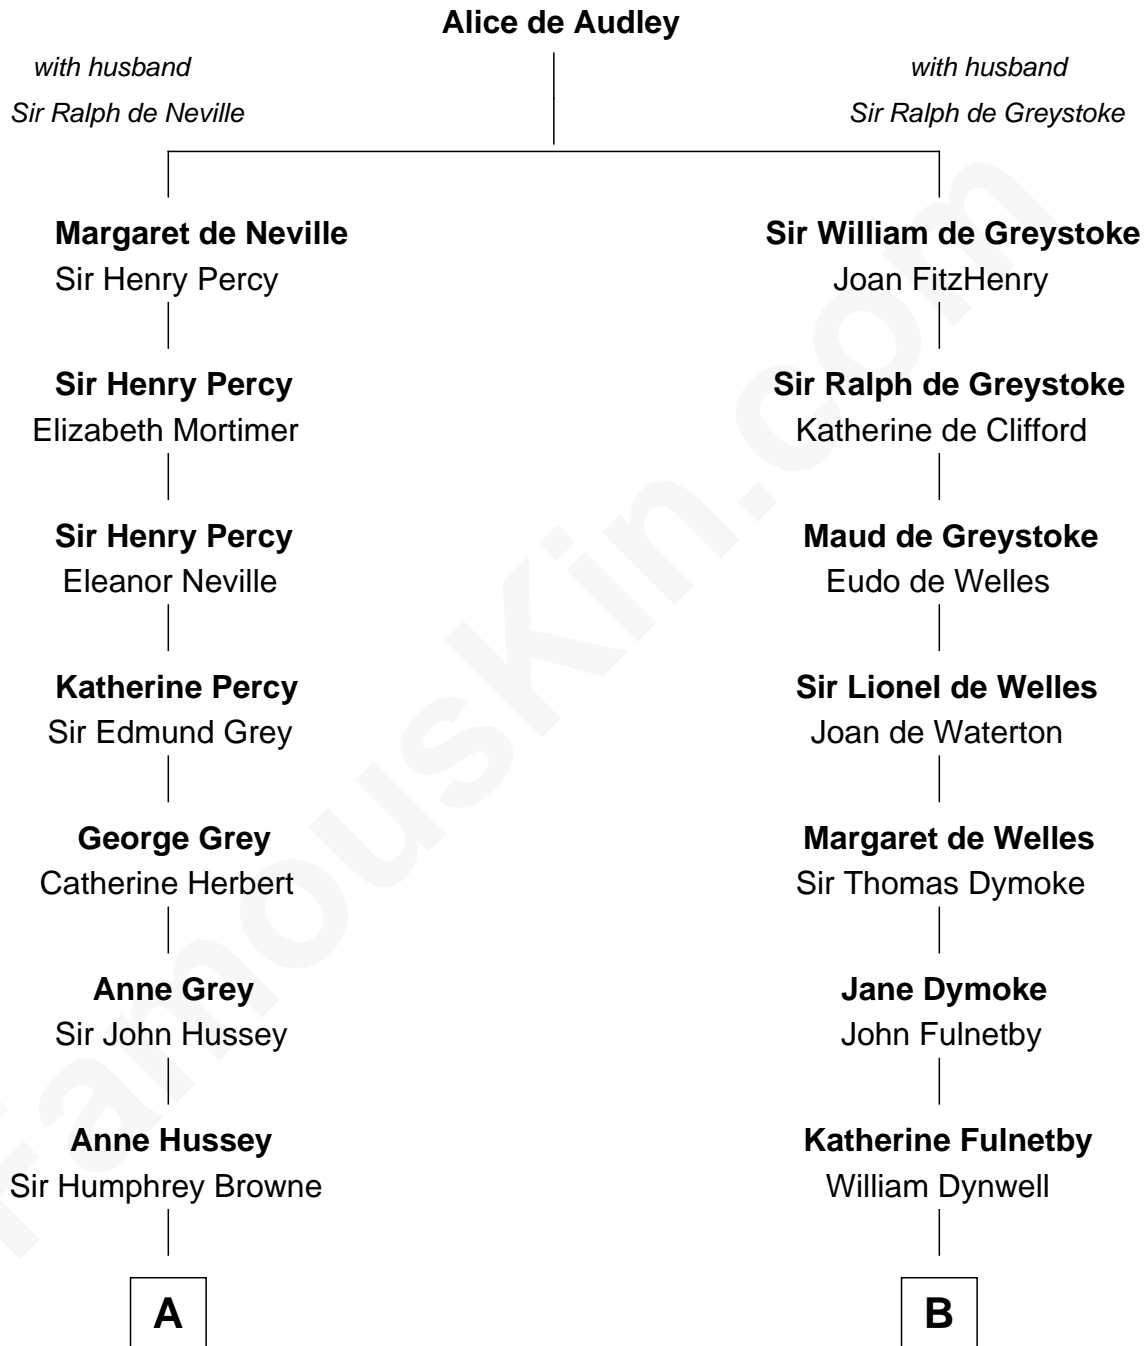 Alice de Audley
with husband
Sir Ralph de Neville
with husband
Sir Ralph de Greystoke
Margaret de Neville
Sir Henry Percy
Sir William de Greystoke
Joan FitzHenry
Sir Henry Percy
Elizabeth Mortimer
Sir Ralph de Greystoke
Katherine de Clifford
Sir Henry Percy
Eleanor Neville
Maud de Greystoke
Eudo de Welles
Katherine Percy
Sir Edmund Grey
Sir Lionel de Welles
Joan de Waterton
George Grey
Catherine Herbert
Margaret de Welles
Sir Thomas Dymoke
Anne Grey
Sir John Hussey
Jane Dymoke
John Fulnetby
Anne Hussey
Sir Humphrey Browne
Katherine Fulnetby
William Dynwell
A
B
FamousKin.com